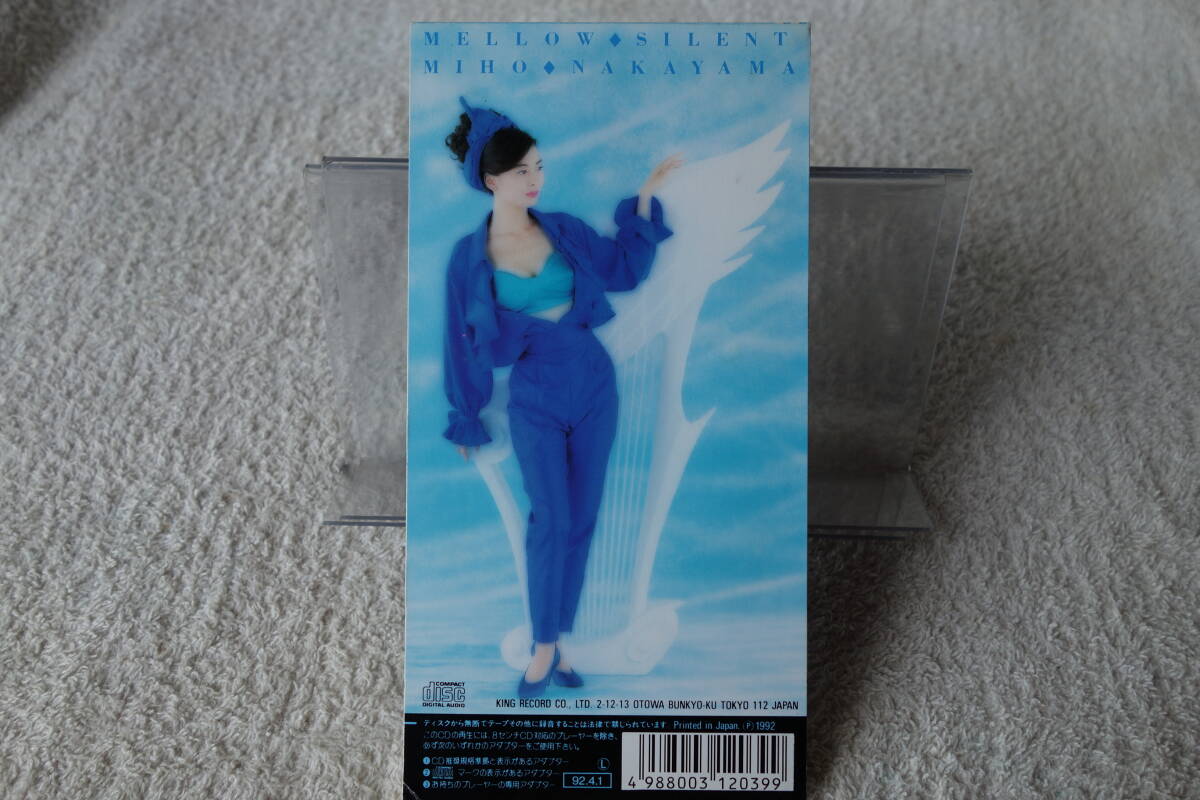 MELLOW◆SILENT
MIHO◆NAKAYAMA
COMPACT
disc
DIGITAL AUDIO
KING RECORD CO., LTD. 2-12-13 OTOWA BUNKYO-KU TOKYO 112 JAPAN
ディスクから無断でテープその他に録音することは法律で禁じられています。 Printed in Japan. Ⓟ1992
このCDの再生には、8センチCD対応のプレーヤーを除き、
必ず次のいずれかのアダプターをご使用下さい。
❶CD推奨規格準拠と表示があるアダプター
❷ マークの表示があるアダプター
❸お持ちのプレーヤーの専用アダプター
Ⓛ
92.4.1
4 988003 120399